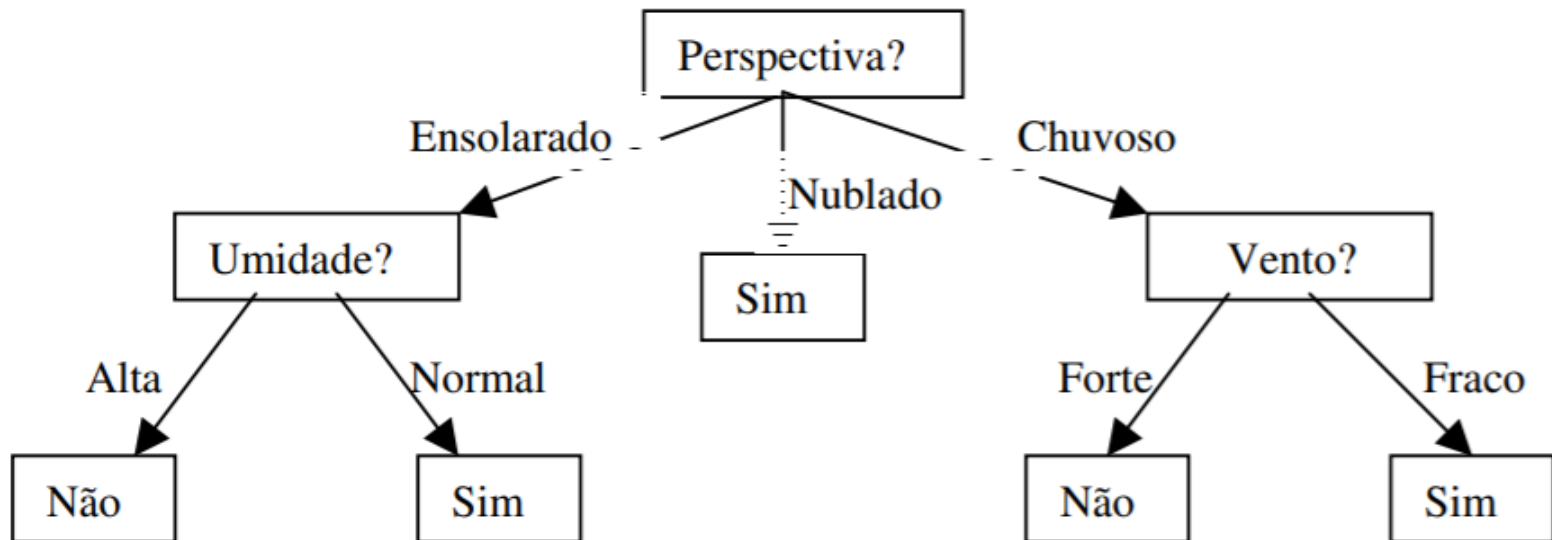 Perspectiva?
Ensolarado
Chuvoso
Nublado
Umidade?
Sim
Vento?
Alta
Normal
Forte
Fraco
Não
Sim
Não
Sim